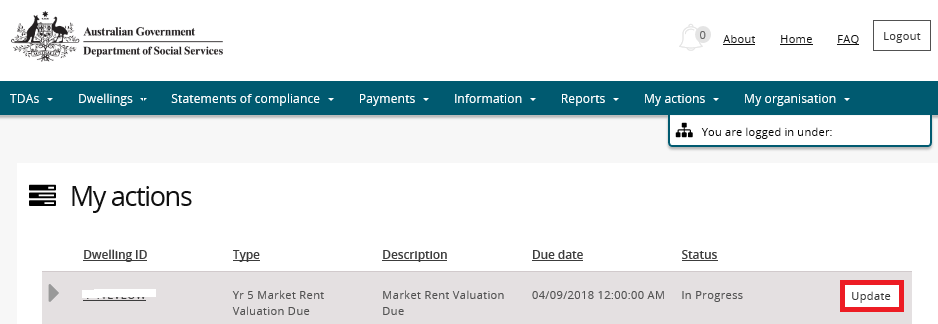 Australian Government
Department of Social Services
0
About Home FAQ Logout
TDAs Dwellings Statements of compliance Payments Information Reports My actions My organisation
You are logged in under:
My actions
Dwelling ID Type Description Due date Status
Yr 5 Market Rent Market Rent Valuation 04/09/2018 12:00:00 AM In Progress Update
Valuation Due Due